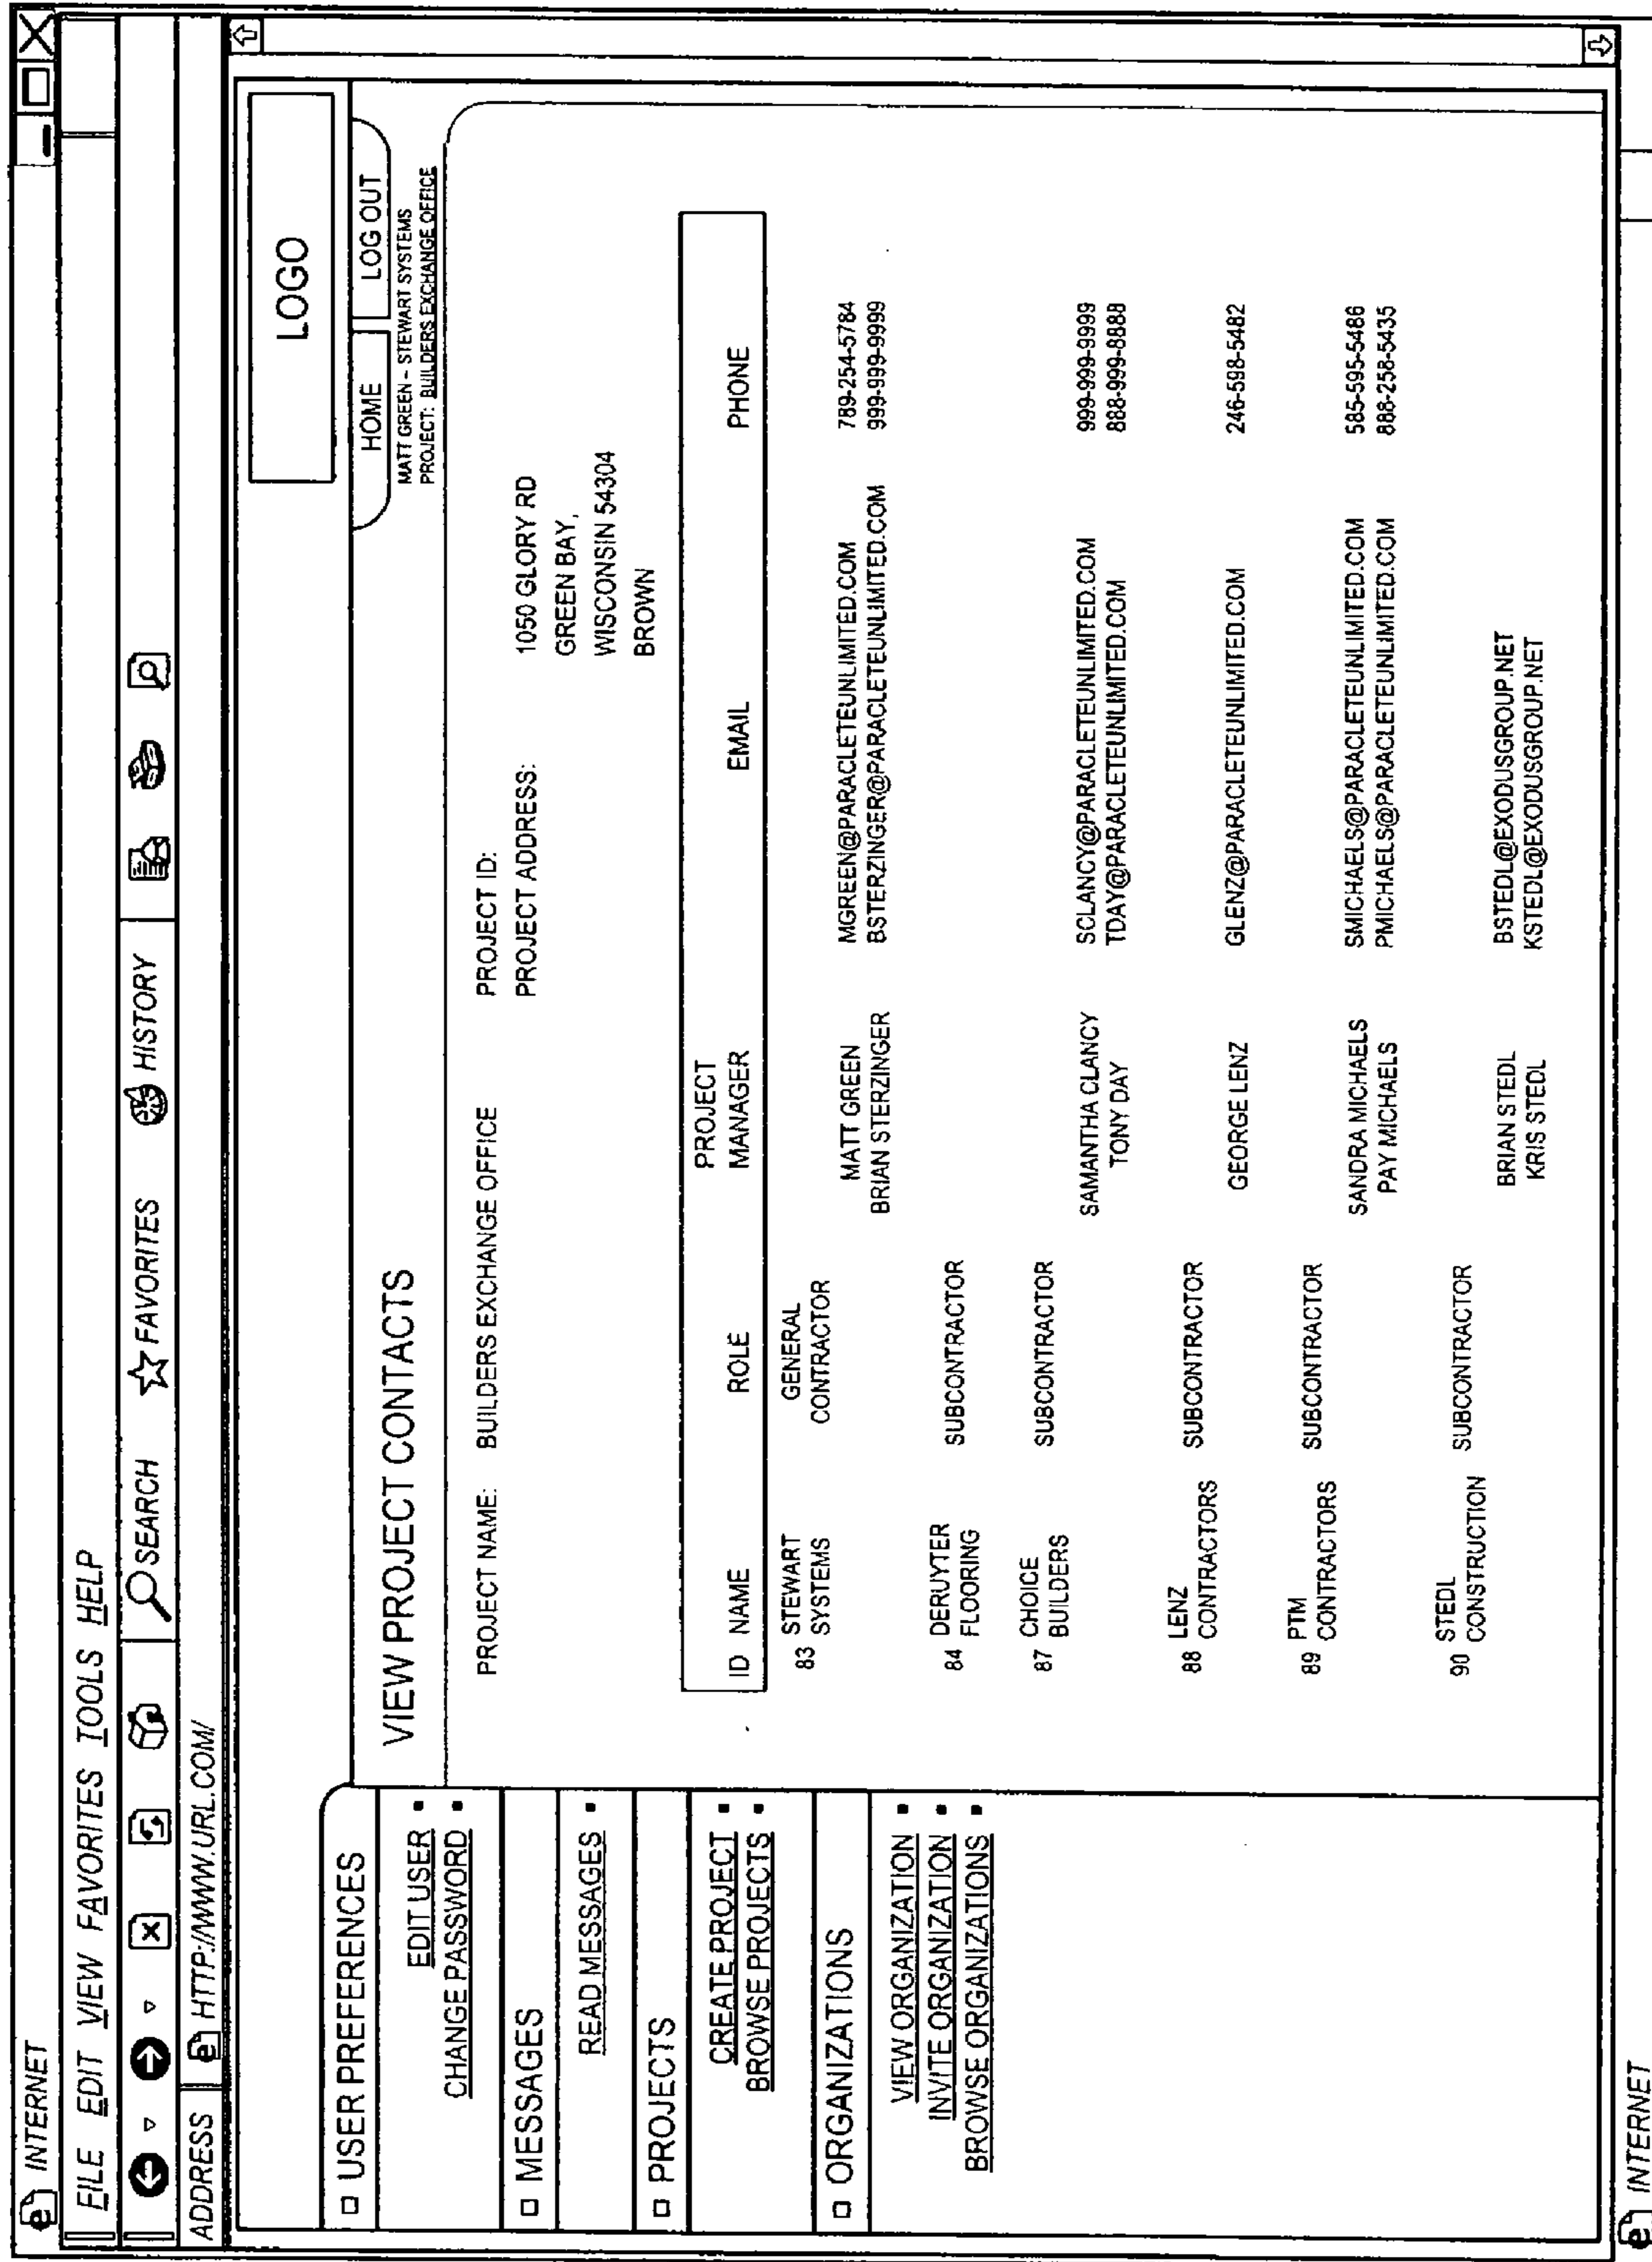 INTERNET
FILE EDIT VIEW FAVORITES TOOLS HELP
SEARCH FAVORITES HISTORY
ADDRESS HTTP://WWW.URL.COM/
LOGO
HOME LOG OUT
MATT GREEN – STEWART SYSTEMS
PROJECT: BUILDERS EXCHANGE OFFICE
USER PREFERENCES
EDIT USER
CHANGE PASSWORD
MESSAGES
READ MESSAGES
PROJECTS
CREATE PROJECT
BROWSE PROJECTS
ORGANIZATIONS
VIEW ORGANIZATION
INVITE ORGANIZATION
BROWSE ORGANIZATIONS
VIEW PROJECT CONTACTS
PROJECT NAME: BUILDERS EXCHANGE OFFICE PROJECT ID:
PROJECT ADDRESS: 1050 GLORY RD
GREEN BAY,
WISCONSIN 54304
BROWN
PROJECT
ID NAME ROLE MANAGER EMAIL PHONE
STEWART GENERAL
83
SYSTEMS CONTRACTOR
MATT GREEN MGREEN@PARACLETEUNLIMITED.COM 789-254-5784
BRIAN STERZINGER BSTERZINGER@PARACLETEUNLIMITED.COM 999-999-9999
DERUYTER
84 SUBCONTRACTOR
FLOORING
CHOICE
87 SUBCONTRACTOR
BUILDERS
SAMANTHA CLANCY SCLANCY@PARACLETEUNLIMITED.COM 999-999-9999
TONY DAY TDAY@PARACLETEUNLIMITED.COM 888-999-8888
LENZ
88 SUBCONTRACTOR
CONTRACTORS
GEORGE LENZ GLENZ@PARACLETEUNLIMITED.COM 246-598-5482
PTM
89 SUBCONTRACTOR
CONTRACTORS
SANDRA MICHAELS SMICHAELS@PARACLETEUNLIMITED.COM 585-595-5486
PAY MICHAELS PMICHAELS@PARACLETEUNLIMITED.COM 888-258-5435
STEDL
90 SUBCONTRACTOR
CONSTRUCTION
BRIAN STEDL BSTEDL@EXODUSGROUP.NET
KRIS STEDL KSTEDL@EXODUSGROUP.NET
INTERNET